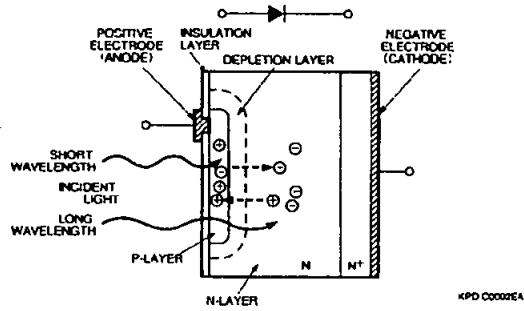 POSITIVE
ELECTRODE
(ANODE)
INSULATION
LAYER
DEPLETION LAYER
NEGATIVE
ELECTRODE
(CATHODE)
SHORT
WAVELENGTH
INCIDENT
LIGHT
LONG
WAVELENGTH
P-LAYER
N-LAYER
N
N+
KPD C0002EA